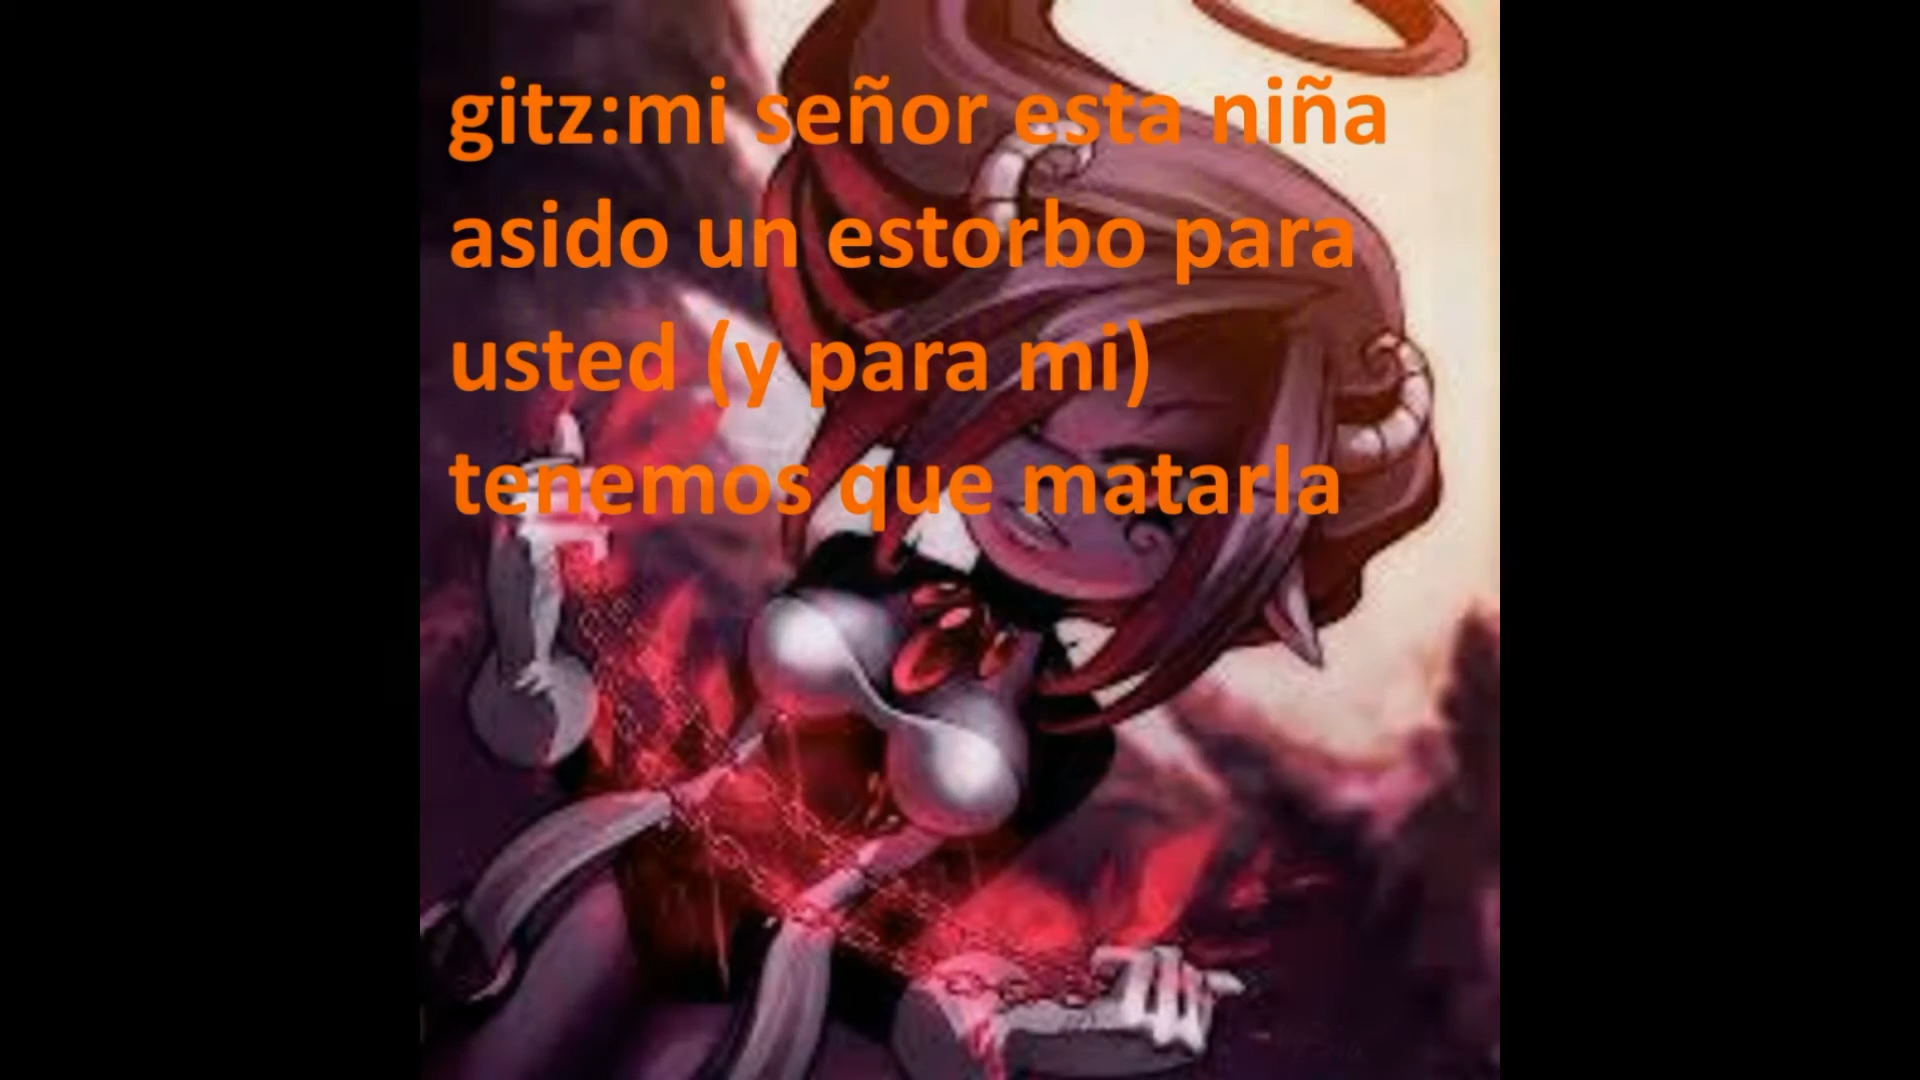 gitz:mi señor esta niña
asido un estorbo para
usted (y para mi)
tenemos que matarla